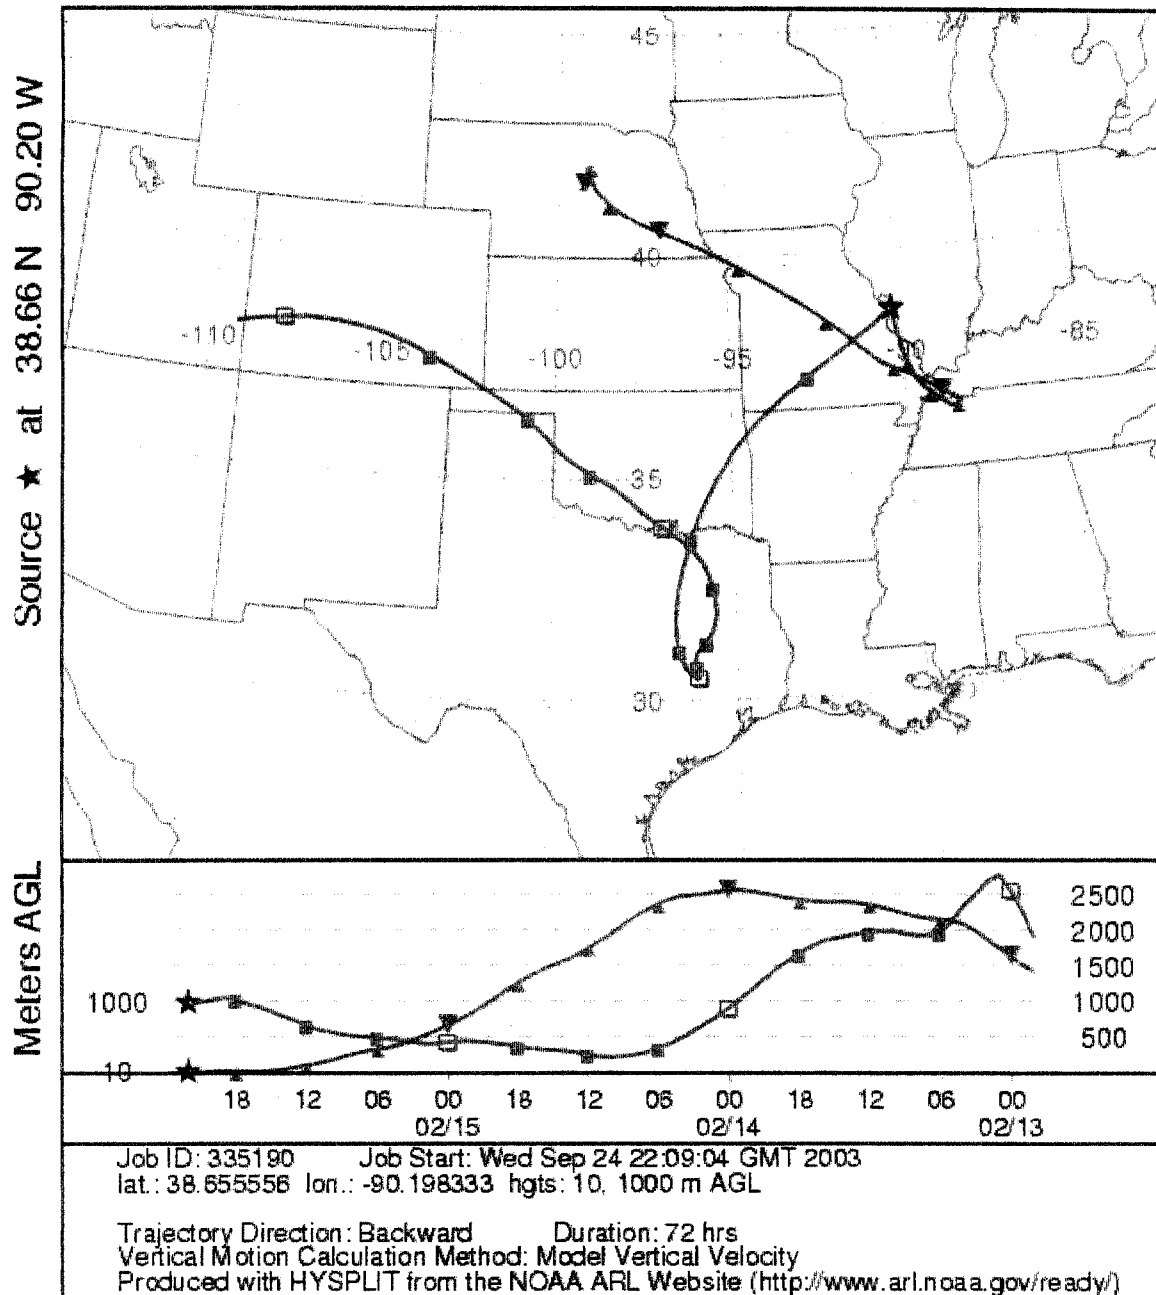 Source ★ at 38.66 N 90.20 W
45
40
-110
-105
-100
-95
-90
-85
35
30
Meters AGL
2500
2000
1500
1000
1000
500
10
18 12 06 00 18 12 06 00 18 12 06 00
02/15 02/14 02/13
Job ID: 335190 Job Start: Wed Sep 24 22:09:04 GMT 2003
lat.: 38.655556 lon.: -90.198333 hgts: 10, 1000 m AGL
Trajectory Direction: Backward Duration: 72 hrs
Vertical Motion Calculation Method: Model Vertical Velocity
Produced with HYSPLIT from the NOAA ARL Website (http://www.arl.noaa.gov/ready/)